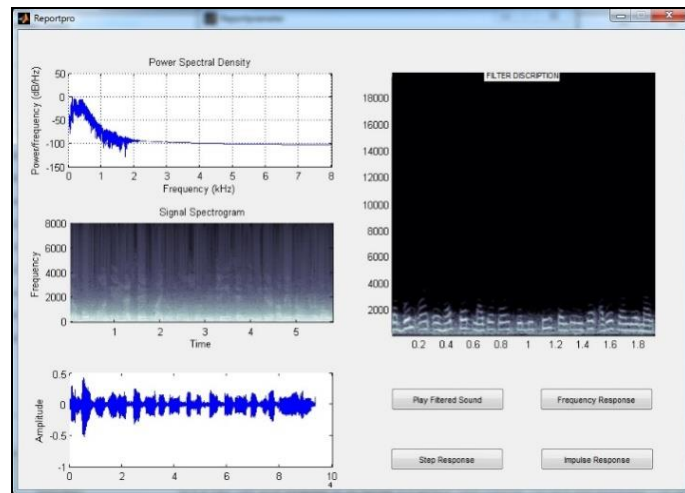 Reportpro
Power Spectral Density
Power/frequency (dB/Hz)
50
0
-50
-100
-150
0 1 2 3 4 5 6 7 8
Frequency (kHz)
Signal Spectrogram
Frequency
8000
6000
4000
2000
0
1 2 3 4 5
Time
Amplitude
0.5
0
-0.5
-1
0 2 4 6 8 10
4
FILTER DISCRIPTION
18000
16000
14000
12000
10000
8000
6000
4000
2000
0.2 0.4 0.6 0.8 1 1.2 1.4 1.6 1.8
Play Filtered Sound
Frequency Response
Step Response
Impulse Response